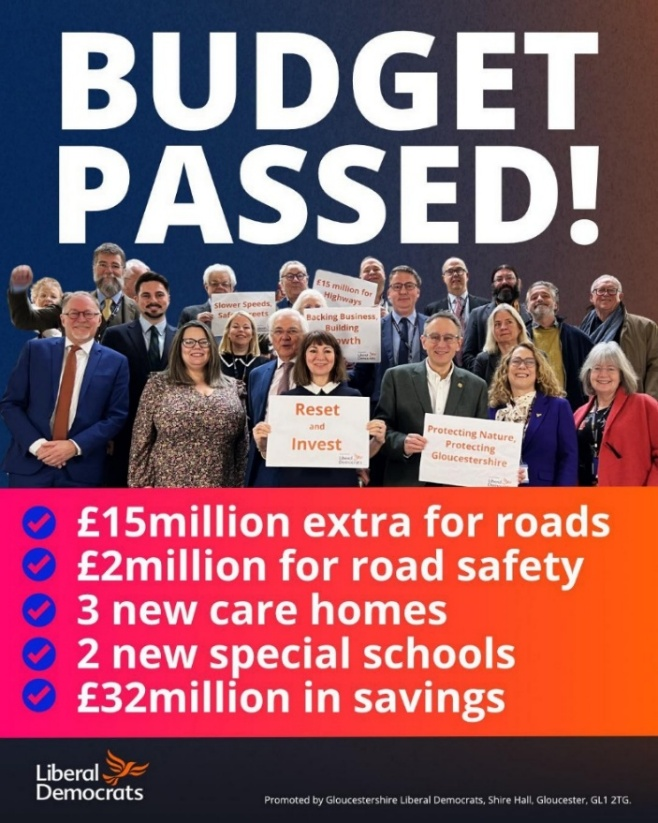 BUDGET
PASSED!
£15 million for
Highways
Slower Speeds,
Backing Business,
Building
Reset
and
Invest
Liberal
Democrats
Protecting Nature,
Protecting
Gloucestershire
£15million extra for roads
£2million for road safety
3 new care homes
2 new special schools
£32million in savings
Liberal
Democrats
Promoted by Gloucestershire Liberal Democrats, Shire Hall, Gloucester, GL1 2TG.